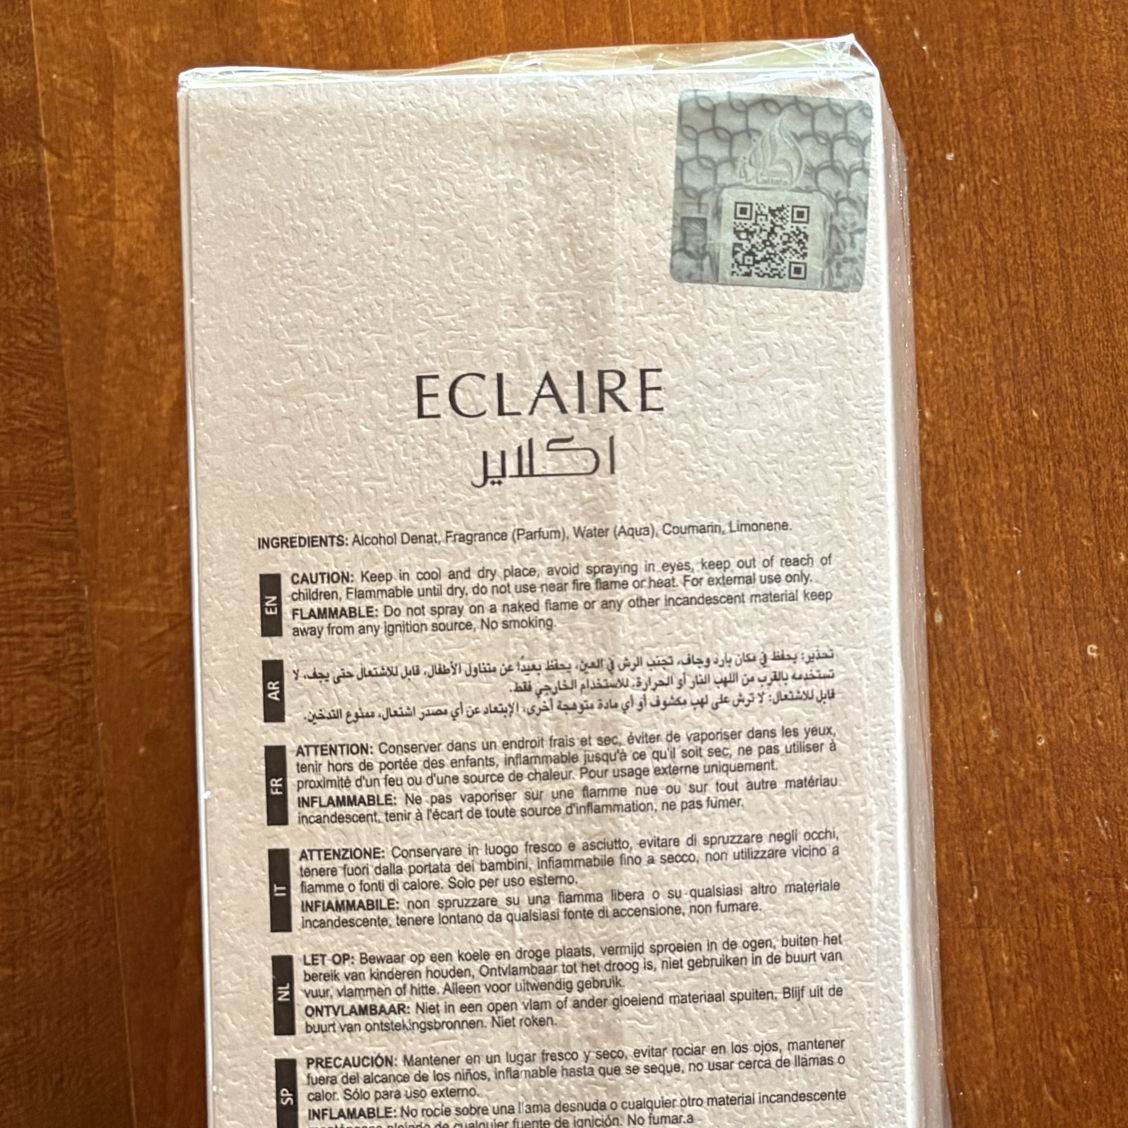 Lattafa
ECLAIRE
اكلاير
INGREDIENTS: Alcohol Denat, Fragrance (Parfum), Water (Aqua), Coumarin, Limonene.
EN
CAUTION: Keep in cool and dry place, avoid spraying in eyes, keep out of reach of
children, Flammable until dry, do not use near fire flame or heat. For external use only.
FLAMMABLE: Do not spray on a naked flame or any other incandescent material keep
away from any ignition source, No smoking.
AR
تحذير: يحفظ في مكان بارد وجاف، تجنب الرش في العين، يحفظ بعيداً عن متناول الأطفال، قابل للاشتعال حتى يجف، لا
تستخدمه بالقرب من اللهب النار أو الحرارة. للاستخدام الخارجي فقط.
قابل للاشتعال: لا ترش على لهب مكشوف أو أي مادة متوهجة أخرى، الإبتعاد عن أي مصدر اشتعال، ممنوع التدخين.
FR
ATTENTION: Conserver dans un endroit frais et sec, éviter de vaporiser dans les yeux,
tenir hors de portée des enfants, inflammable jusqu'à ce qu'il soit sec, ne pas utiliser à
proximité d'un feu ou d'une source de chaleur. Pour usage externe uniquement.
INFLAMMABLE: Ne pas vaporiser sur une flamme nue ou sur tout autre matériau
incandescent, tenir à l'écart de toute source d'inflammation, ne pas fumer.
IT
ATTENZIONE: Conservare in luogo fresco e asciutto, evitare di spruzzare negli occhi,
tenere fuori dalla portata dei bambini, infiammabile fino a secco, non utilizzare vicino a
fiamme o fonti di calore. Solo per uso esterno.
INFIAMMABILE: non spruzzare su una fiamma libera o su qualsiasi altro materiale
incandescente, tenere lontano da qualsiasi fonte di accensione, non fumare.
NL
LET OP: Bewaar op een koele en droge plaats, vermijd sproeien in de ogen, buiten het
bereik van kinderen houden, Ontvlambaar tot het droog is, niet gebruiken in de buurt van
vuur, vlammen of hitte. Alleen voor uitwendig gebruik.
ONTVLAMBAAR: Niet in een open vlam of ander gloeiend materiaal spuiten. Blijf uit de
buurt van ontstekingsbronnen. Niet roken.
SP
PRECAUCIÓN: Mantener en un lugar fresco y seco, evitar rociar en los ojos, mantener
fuera del alcance de los niños, inflamable hasta que se seque, no usar cerca de llamas o
calor. Sólo para uso externo.
INFLAMABLE: No rocie sobre una llama desnuda o cualquier otro material incandescente
manténgase alejado de cualquier fuente de ignición. No fumar.a